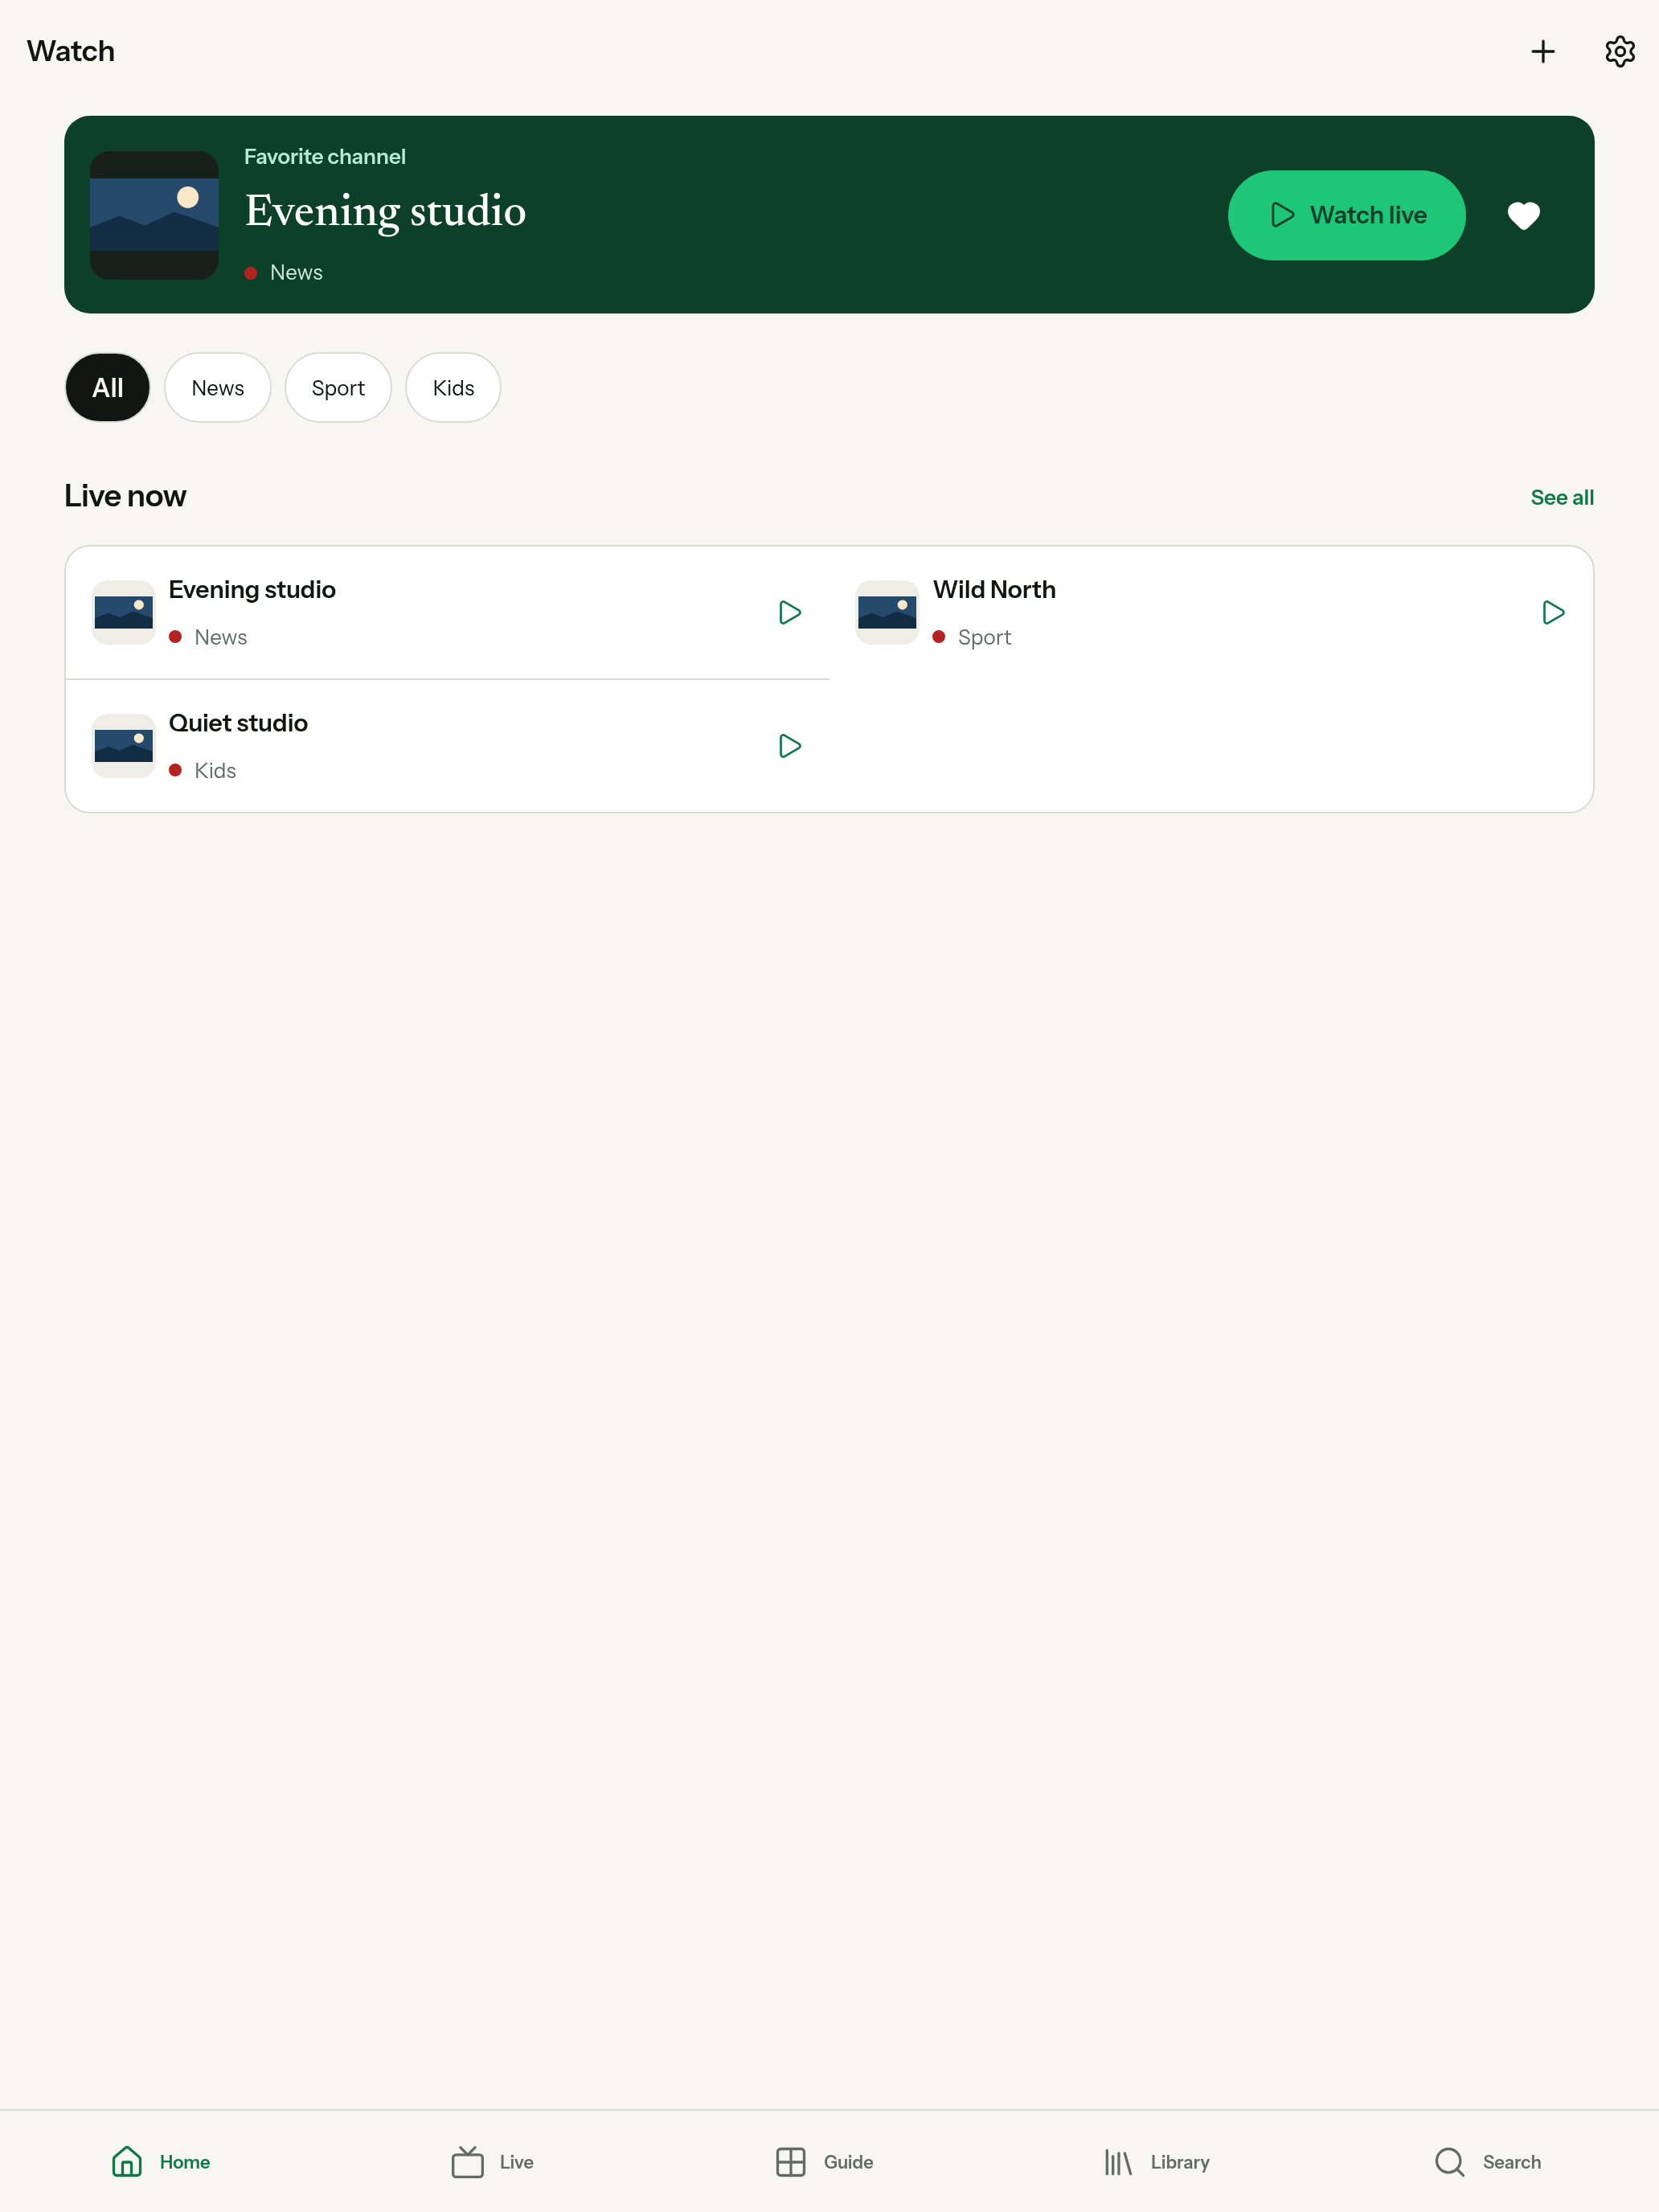 Watch
Favorite channel
Evening studio
News
Watch live
All
News
Sport
Kids
Live now
See all
Evening studio
News
Wild North
Sport
Quiet studio
Kids
Home
Live
Guide
Library
Search